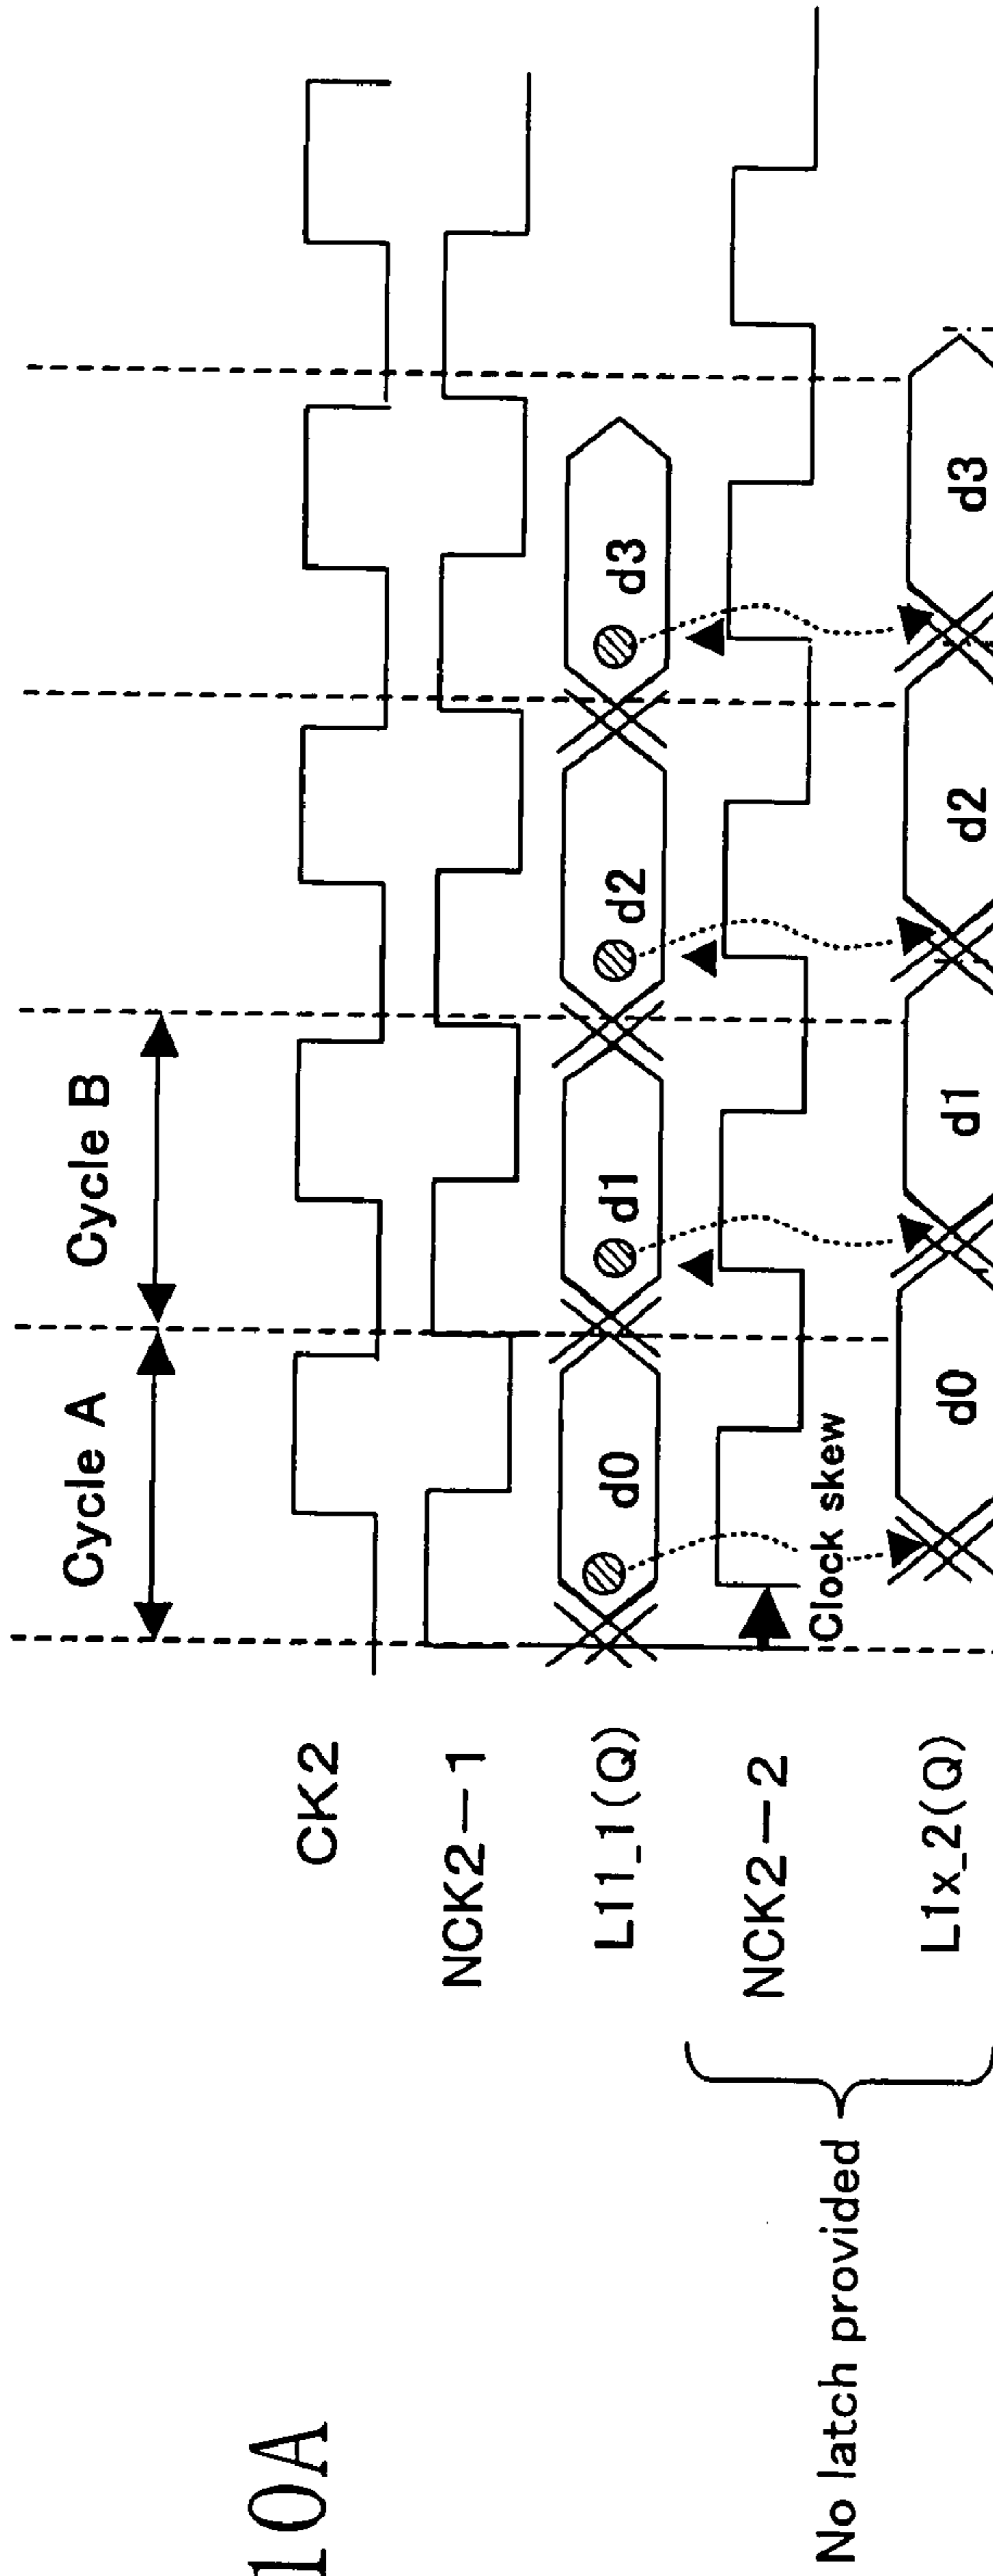 10A
Cycle A
Cycle B
CK2
NCK2-1
L11_1(Q)
d0
d1
d2
d3
NCK2-2
Clock skew
L1x_2(Q)
d0
d1
d2
d3
No latch provided